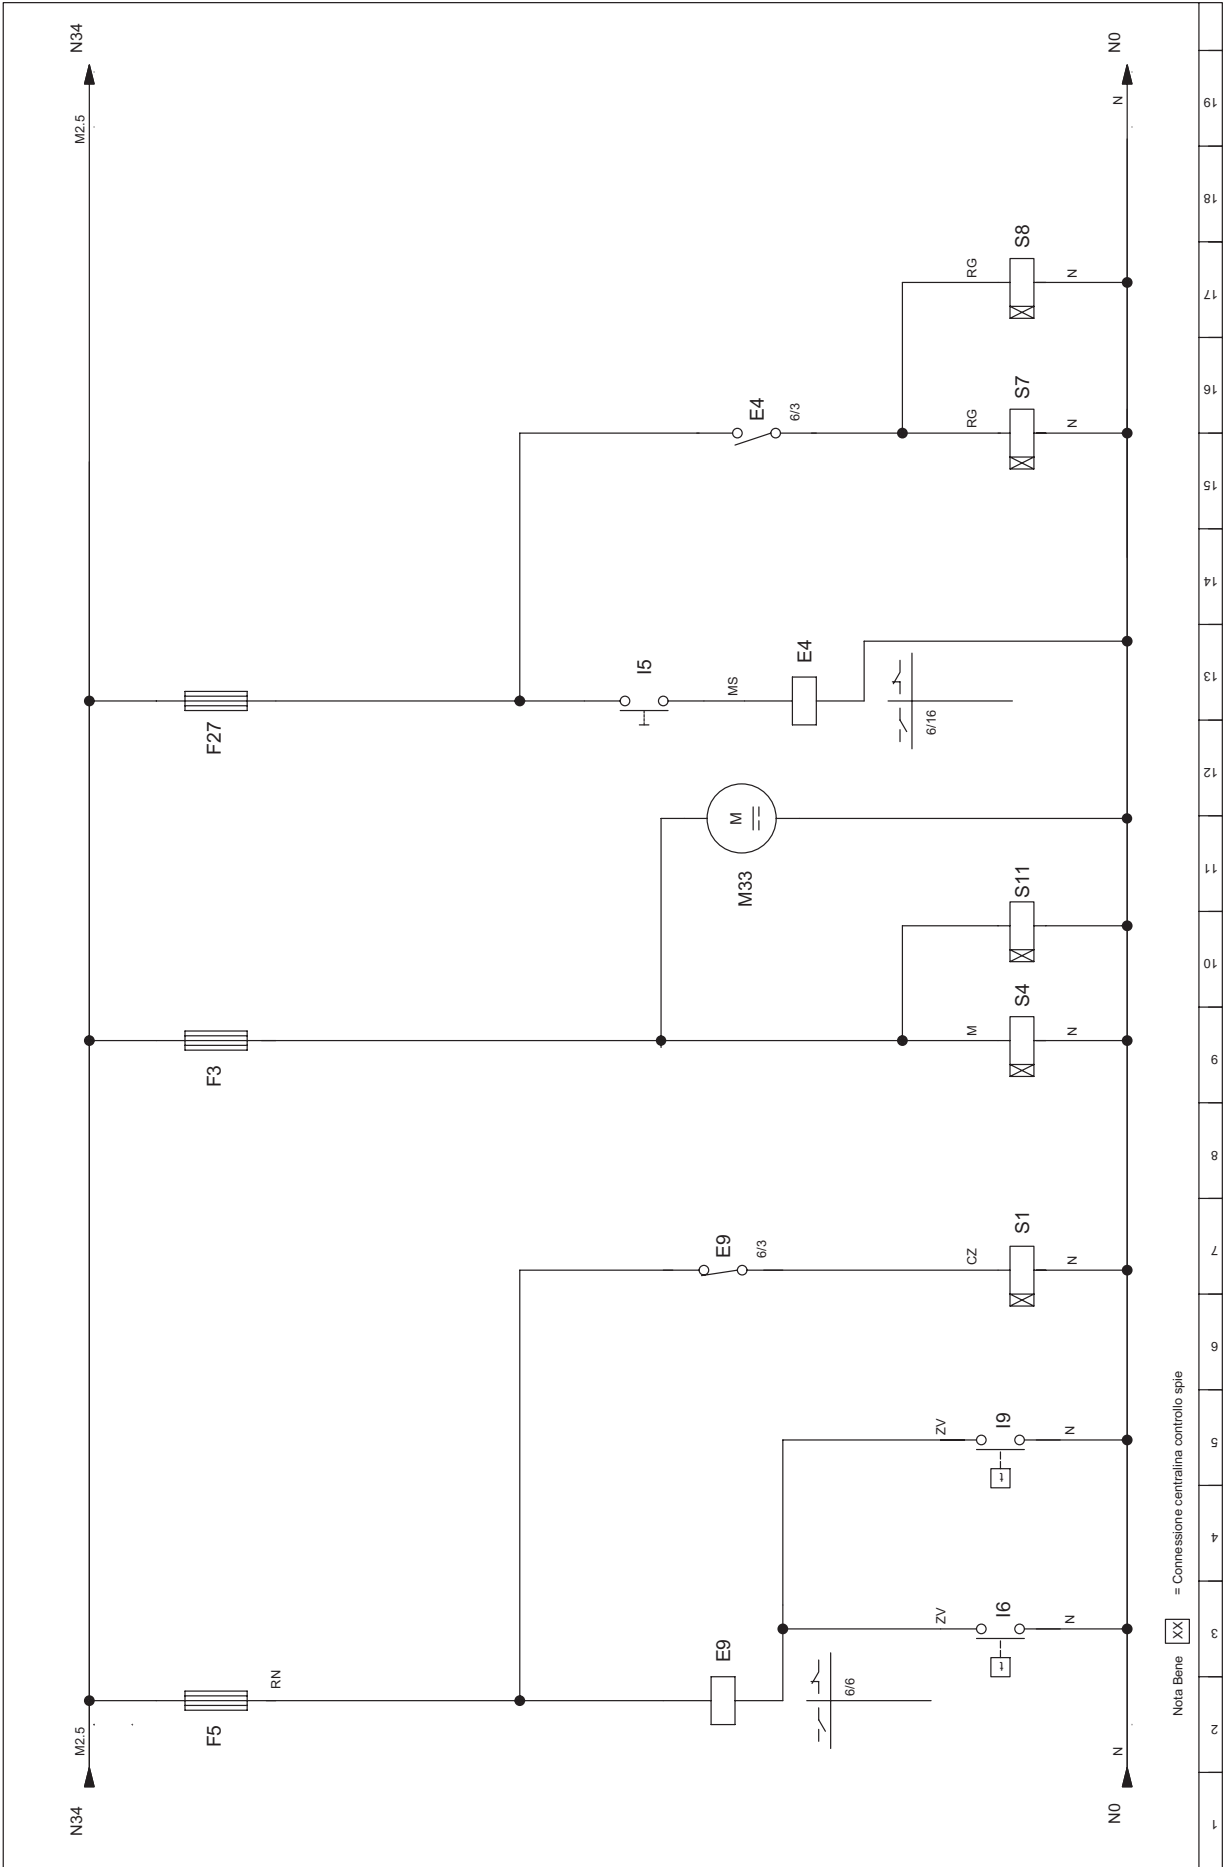 N34
M2.5
M2.5
N34
F5
RN
F3
F27
E9
6/6
E9
6/3
M33
M
I5
MS
E4
6/16
E4
6/3
ZV
t
I6
N
ZV
t
I9
N
CZ
S1
N
M
S4
N
S11
RG
S7
N
RG
S8
N
N0
N
N
N0
Nota Bene XX = Connessione centralina controllo spie
1 2 3 4 5 6 7 8 9 10 11 12 13 14 15 16 17 18 19